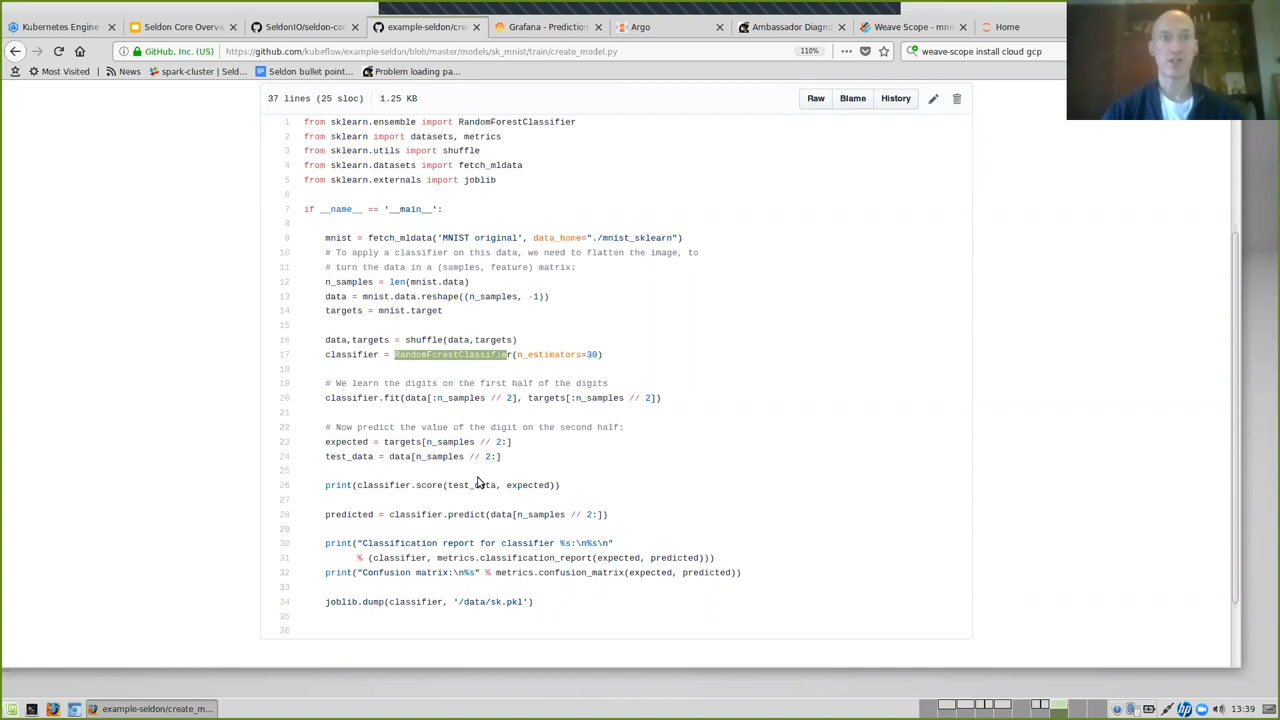 Kubernetes Engine
Seldon Core Overvi
SeldonIO/seldon-co
example-seldon/cre
Grafana - Prediction
Argo
Ambassador Diagno
Weave Scope - mni
Home
GitHub, Inc. (US)
https://github.com/kubeflow/example-seldon/blob/master/models/sk_mnist/train/create_model.py
110%
weave-scope install cloud gcp
Most Visited
News
spark-cluster | Seld...
Seldon bullet point...
Problem loading pa...
37 lines (25 sloc)
1.25 KB
Raw
Blame
History
1 from sklearn.ensemble import RandomForestClassifier
2 from sklearn import datasets, metrics
3 from sklearn.utils import shuffle
4 from sklearn.datasets import fetch_mldata
5 from sklearn.externals import joblib
6
7 if __name__ == '__main__':
8
9 mnist = fetch_mldata('MNIST original', data_home="./mnist_sklearn")
10 # To apply a classifier on this data, we need to flatten the image, to
11 # turn the data in a (samples, feature) matrix:
12 n_samples = len(mnist.data)
13 data = mnist.data.reshape((n_samples, -1))
14 targets = mnist.target
15
16 data,targets = shuffle(data,targets)
17 classifier = RandomForestClassifier(n_estimators=30)
18
19 # We learn the digits on the first half of the digits
20 classifier.fit(data[:n_samples // 2], targets[:n_samples // 2])
21
22 # Now predict the value of the digit on the second half:
23 expected = targets[n_samples // 2:]
24 test_data = data[n_samples // 2:]
25
26 print(classifier.score(test_data, expected))
27
28 predicted = classifier.predict(data[n_samples // 2:])
29
30 print("Classification report for classifier %s:\n%s\n"
31 % (classifier, metrics.classification_report(expected, predicted)))
32 print("Confusion matrix:\n%s" % metrics.confusion_matrix(expected, predicted))
33
34 joblib.dump(classifier, '/data/sk.pkl')
35
36
example-seldon/create_m...
13:39